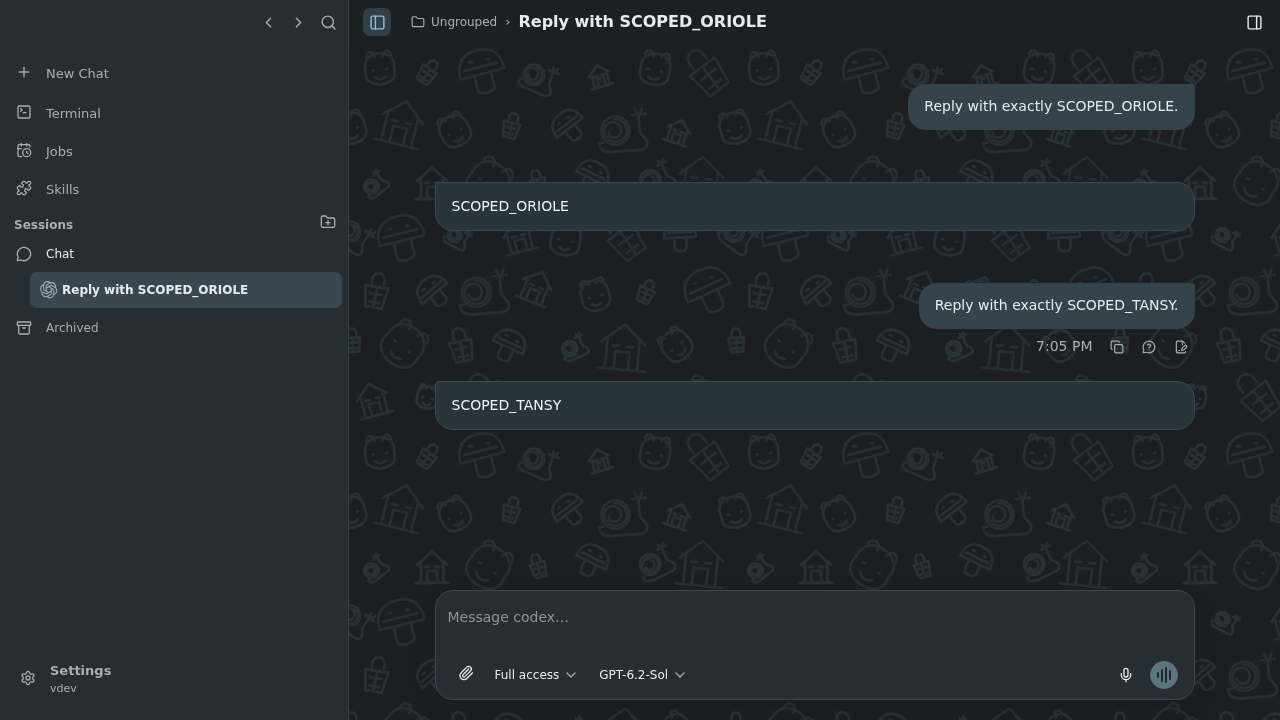 Ungrouped › Reply with SCOPED_ORIOLE
New Chat
Terminal
Jobs
Skills
Sessions
Chat
Reply with SCOPED_ORIOLE
Archived
Settings
vdev
Reply with exactly SCOPED_ORIOLE.
SCOPED_ORIOLE
Reply with exactly SCOPED_TANSY.
7:05 PM
SCOPED_TANSY
Message codex…
Full access
GPT-6.2-Sol